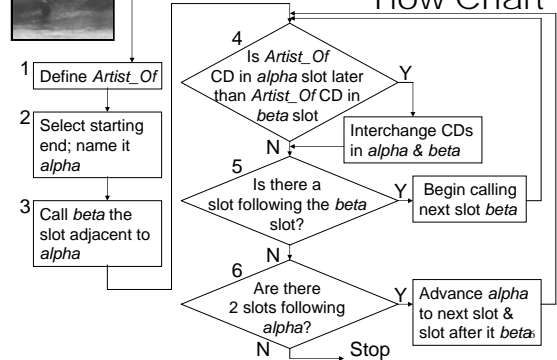 Flow Chart
1
Define Artist_Of
2
Select starting
end; name it
alpha
3
Call beta the
slot adjacent to
alpha
4
Is Artist_Of
CD in alpha slot later
than Artist_Of CD in
beta slot
Y
Interchange CDs
in alpha & beta
N
5
Is there a
slot following the beta
slot?
Y
Begin calling
next slot beta
N
6
Are there
2 slots following
alpha?
Y
Advance alpha
to next slot &
slot after it beta
6
N
Stop